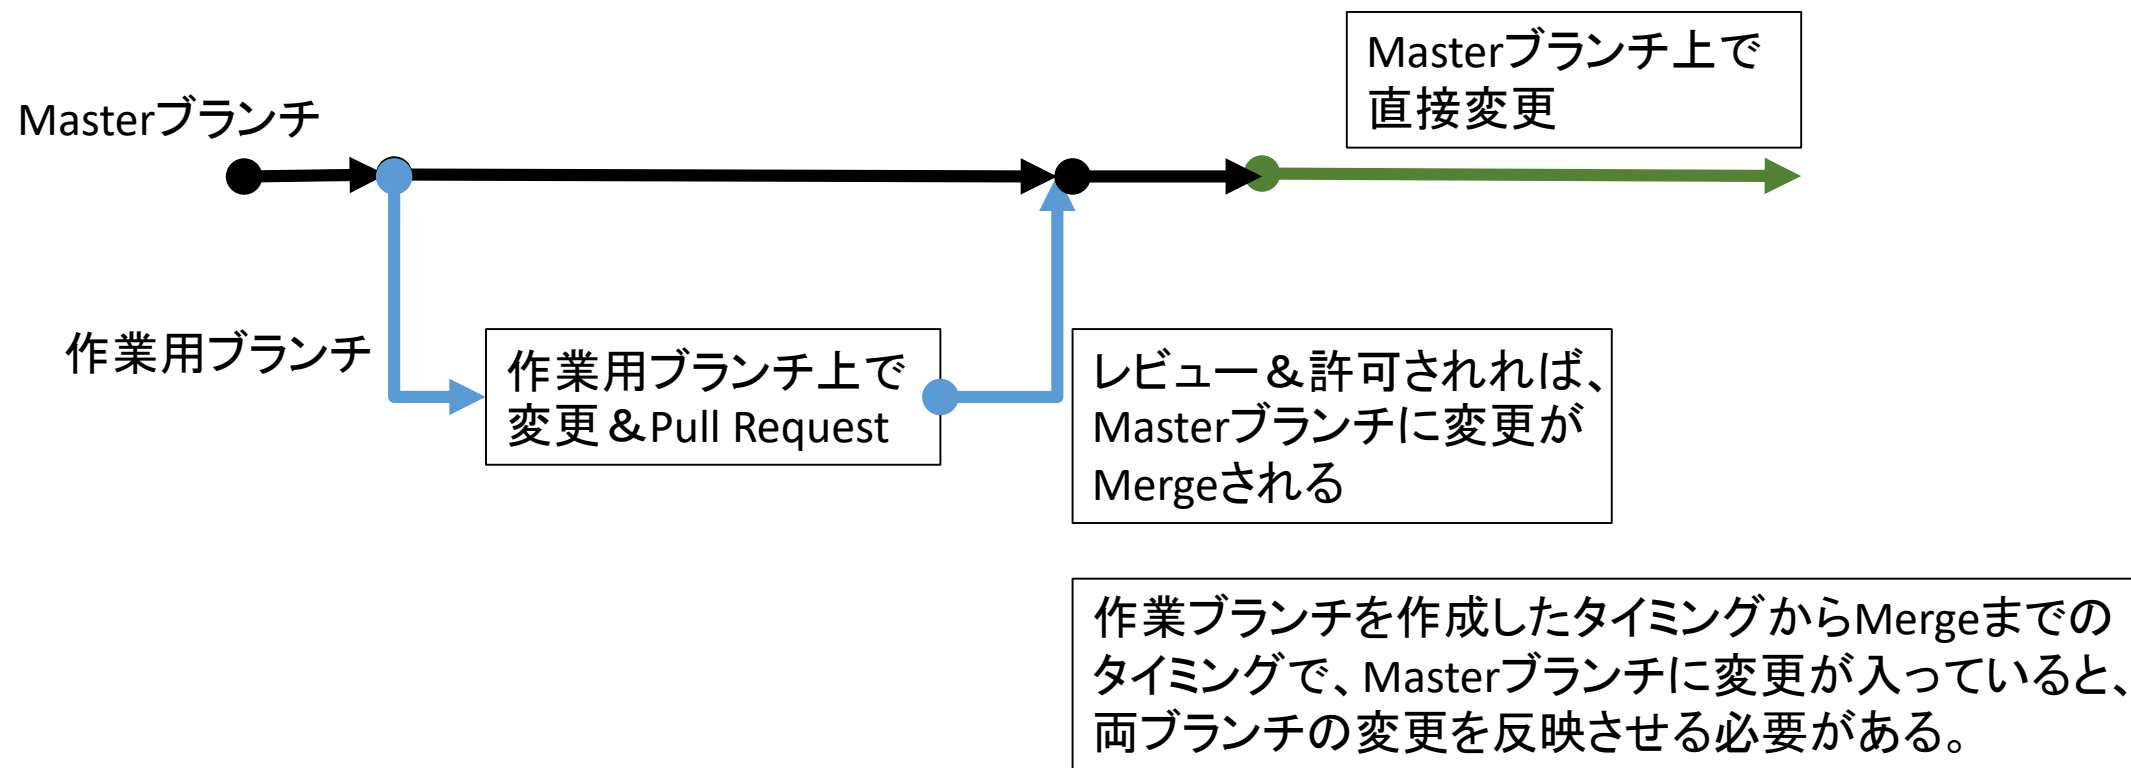 Masterブランチ上で
直接変更
Masterブランチ
作業用ブランチ
作業用ブランチ上で
変更＆Pull Request
レビュー＆許可されれば、
Masterブランチに変更が
Mergeされる
作業ブランチを作成したタイミングからMergeまでの
タイミングで、Masterブランチに変更が入っていると、
両ブランチの変更を反映させる必要がある。